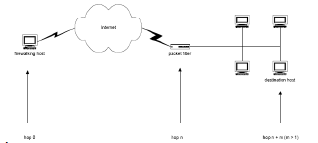 Internet
firewalking host
packet filter
destination host
hop 0
hop n
hop n + m (m > 1)